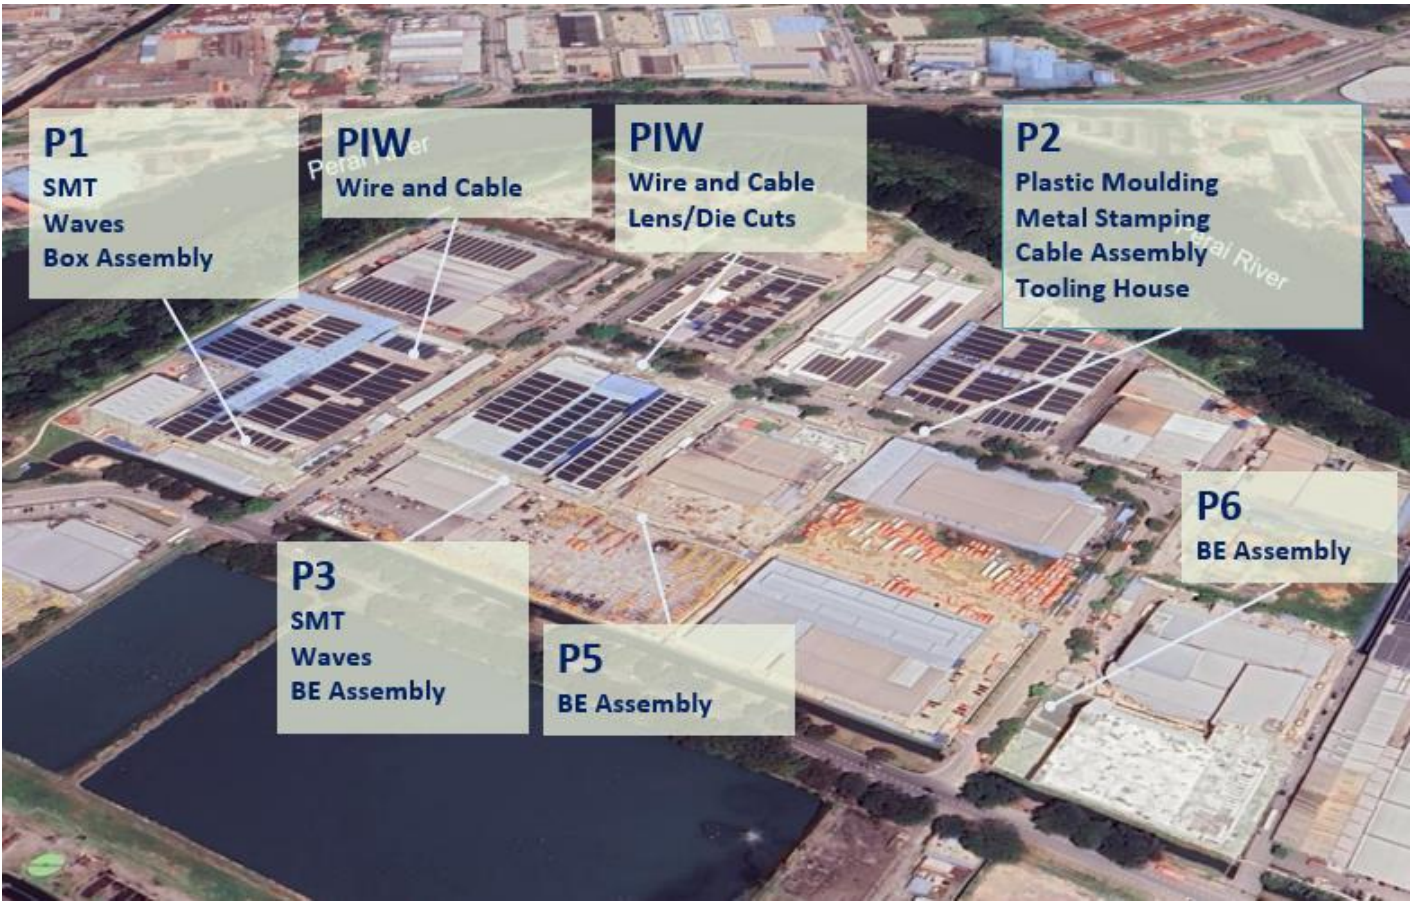 P1
SMT
Waves
Box Assembly
PIW
Wire and Cable
Perai River
PIW
Wire and Cable
Lens/Die Cuts
P2
Plastic Moulding
Metal Stamping
Cable Assembly
Tooling House
Perai River
P6
BE Assembly
P3
SMT
Waves
BE Assembly
P5
BE Assembly